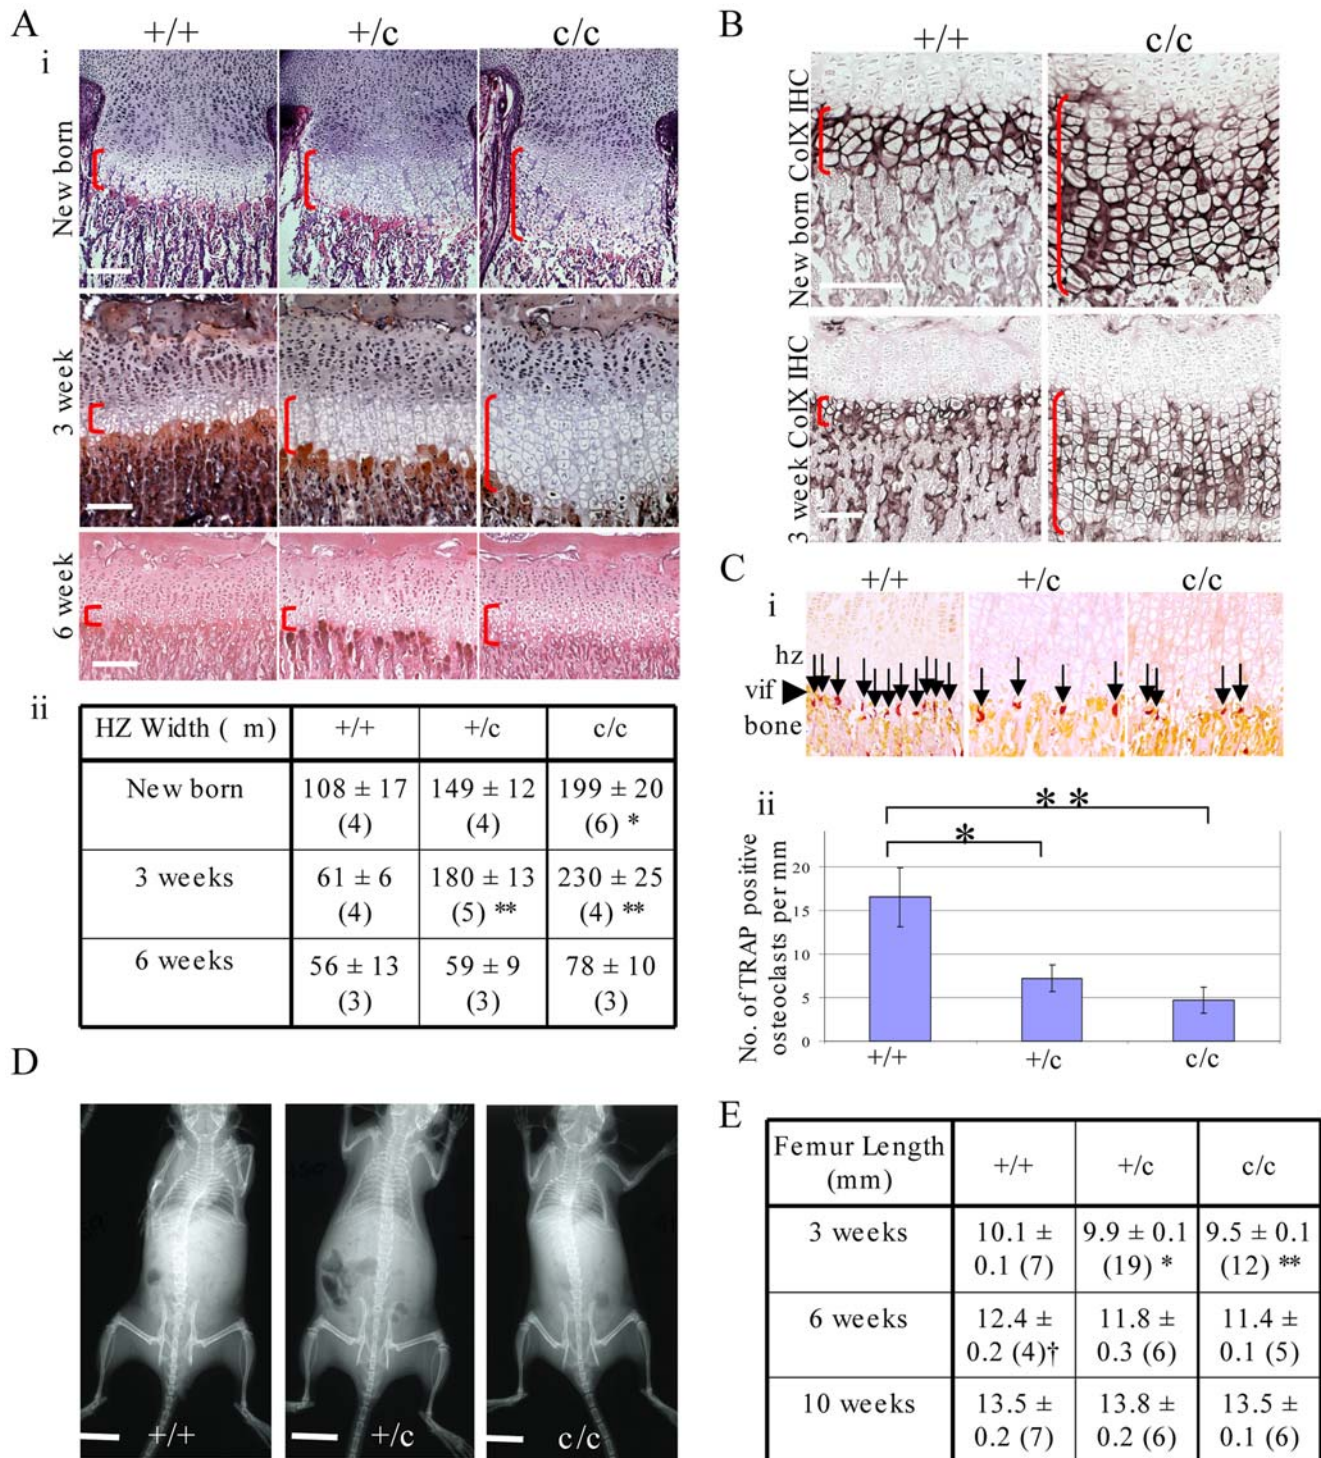 A
+/+ +/c c/c
i
New born
3 week
6 week
ii
HZ Width ( m) +/+ +/c c/c
New born 108 ± 17 (4) 149 ± 12 (4) 199 ± 20 (6) *
3 weeks 61 ± 6 (4) 180 ± 13 (5) ** 230 ± 25 (4) **
6 weeks 56 ± 13 (3) 59 ± 9 (3) 78 ± 10 (3)
B
+/+ c/c
New born ColX IHC
3 week ColX IHC
C
+/+ +/c c/c
i
hz
vif
bone
ii
* *
*
No. of TRAP positive
osteoclasts per mm
20
15
10
5
0
+/+ +/c c/c
D
+/+ +/c c/c
E
Femur Length (mm) +/+ +/c c/c
3 weeks 10.1 ± 0.1 (7) 9.9 ± 0.1 (19) * 9.5 ± 0.1 (12) **
6 weeks 12.4 ± 0.2 (4)† 11.8 ± 0.3 (6) 11.4 ± 0.1 (5)
10 weeks 13.5 ± 0.2 (7) 13.8 ± 0.2 (6) 13.5 ± 0.1 (6)